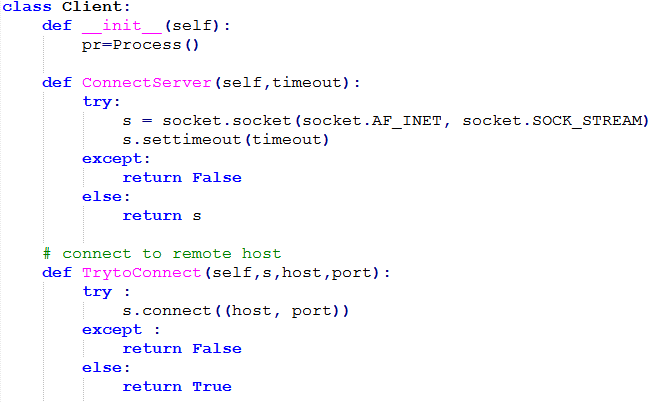 class Client:
    def __init__(self):
        pr=Process()

    def ConnectServer(self,timeout):
        try:
            s = socket.socket(socket.AF_INET, socket.SOCK_STREAM)
            s.settimeout(timeout)
        except:
            return False
        else:
            return s

    # connect to remote host
    def TrytoConnect(self,s,host,port):
        try :
            s.connect((host, port))
        except :
            return False
        else:
            return True